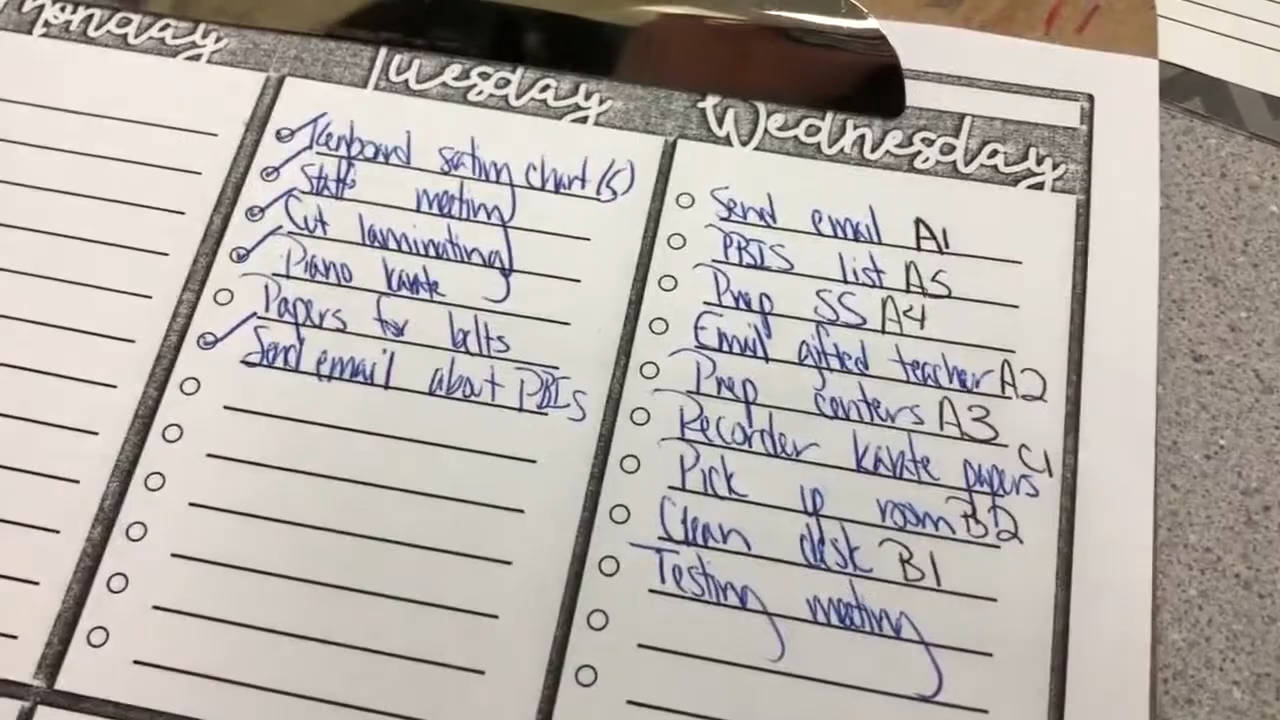 Monday
Tuesday
Keyboard seating chart(s)
Staff meeting
Cut laminating
Piano karate
Papers for belts
Send email about PBIS
Wednesday
Send email A1
PBIS list A5
Prep SS A4
Email gifted teacher A2
Prep centers A3
Recorder karate papers C1
Pick up room B2
Clean desk B1
Testing meeting